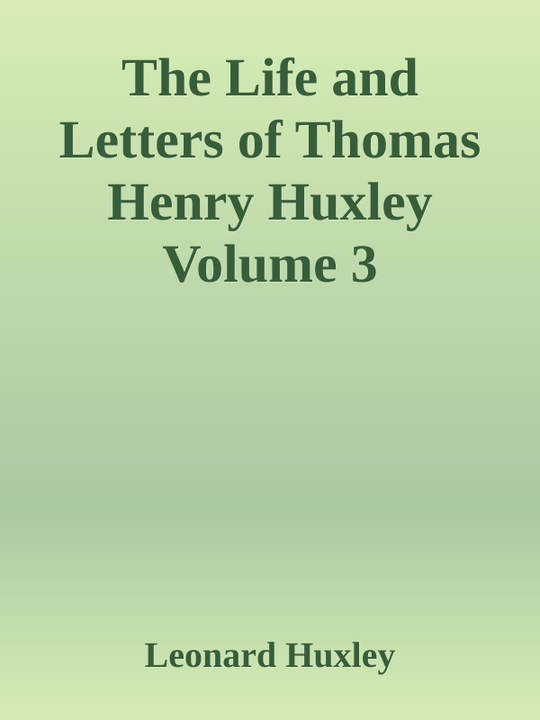 The Life and
Letters of Thomas
Henry Huxley
Volume 3
Leonard Huxley